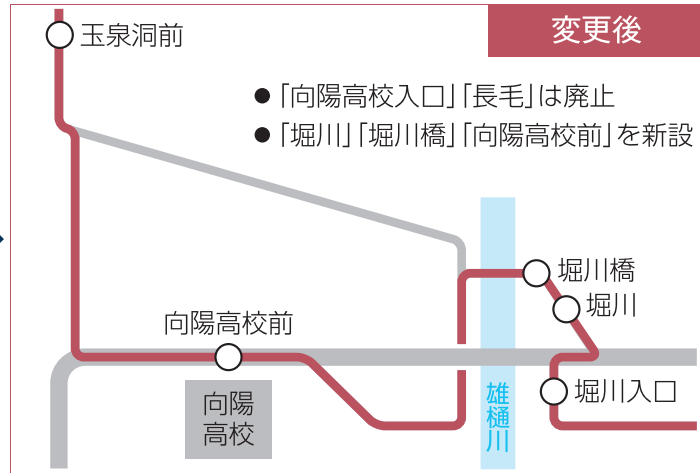 変更後
玉泉洞前
●「向陽高校入口」「長毛」は廃止
●「堀川」「堀川橋」「向陽高校前」を新設
堀川橋
堀川
向陽高校前
堀川入口
向陽
高校
雄樋川